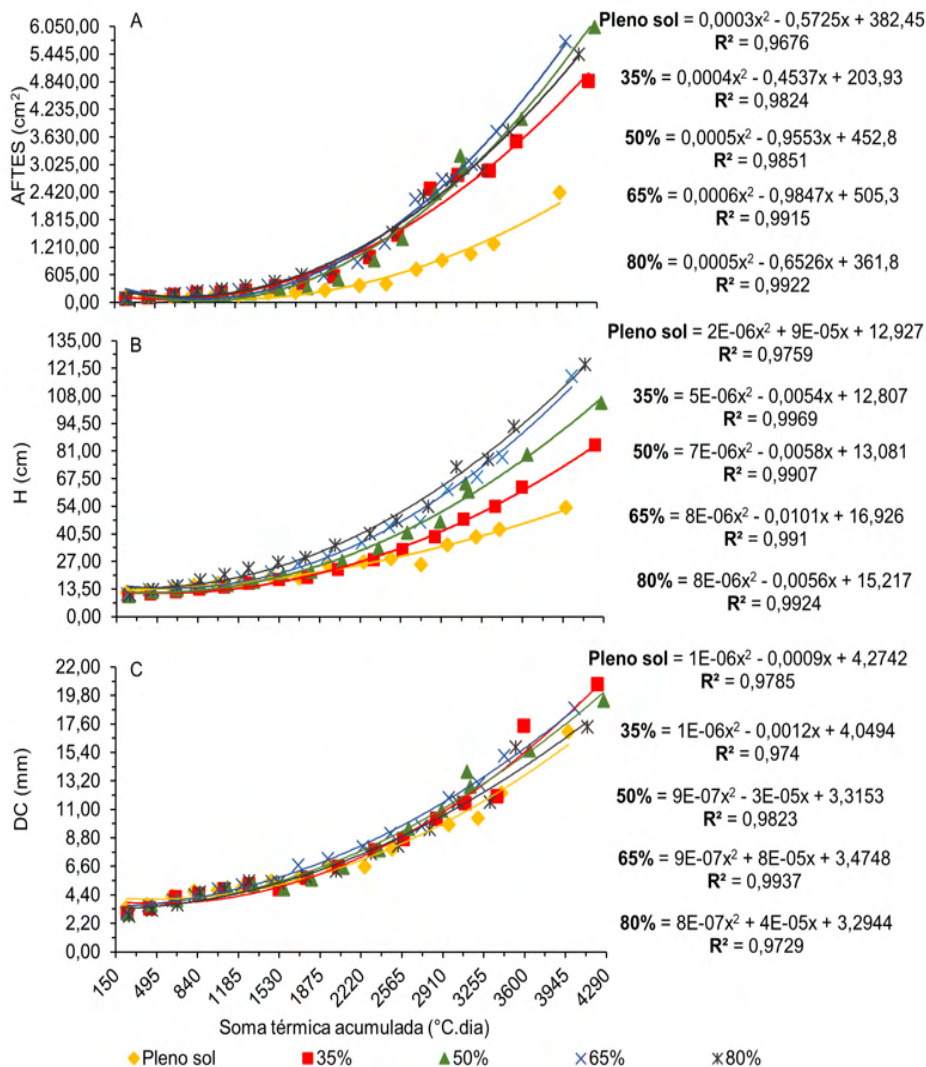 A
AFTES (cm²)
6.050,00
5.445,00
4.840,00
4.235,00
3.630,00
3.025,00
2.420,00
1.815,00
1.210,00
605,00
0,00
Pleno sol = 0,0003x² - 0,5725x + 382,45
R² = 0,9676
35% = 0,0004x² - 0,4537x + 203,93
R² = 0,9824
50% = 0,0005x² - 0,9553x + 452,8
R² = 0,9851
65% = 0,0006x² - 0,9847x + 505,3
R² = 0,9915
80% = 0,0005x² - 0,6526x + 361,8
R² = 0,9922
B
H (cm)
135,00
121,50
108,00
94,50
81,00
67,50
54,00
40,50
27,00
13,50
0,00
Pleno sol = 2E-06x² + 9E-05x + 12,927
R² = 0,9759
35% = 5E-06x² - 0,0054x + 12,807
R² = 0,9969
50% = 7E-06x² - 0,0058x + 13,081
R² = 0,9907
65% = 8E-06x² - 0,0101x + 16,926
R² = 0,991
80% = 8E-06x² - 0,0056x + 15,217
R² = 0,9924
C
DC (mm)
22,00
19,80
17,60
15,40
13,20
11,00
8,80
6,60
4,40
2,20
0,00
Pleno sol = 1E-06x² - 0,0009x + 4,2742
R² = 0,9785
35% = 1E-06x² - 0,0012x + 4,0494
R² = 0,974
50% = 9E-07x² - 3E-05x + 3,3153
R² = 0,9823
65% = 9E-07x² + 8E-05x + 3,4748
R² = 0,9937
80% = 8E-07x² + 4E-05x + 3,2944
R² = 0,9729
150 495 840 1185 1530 1875 2220 2565 2910 3255 3600 3945 4290
Soma térmica acumulada (°C.dia)
Pleno sol 35% 50% 65% 80%